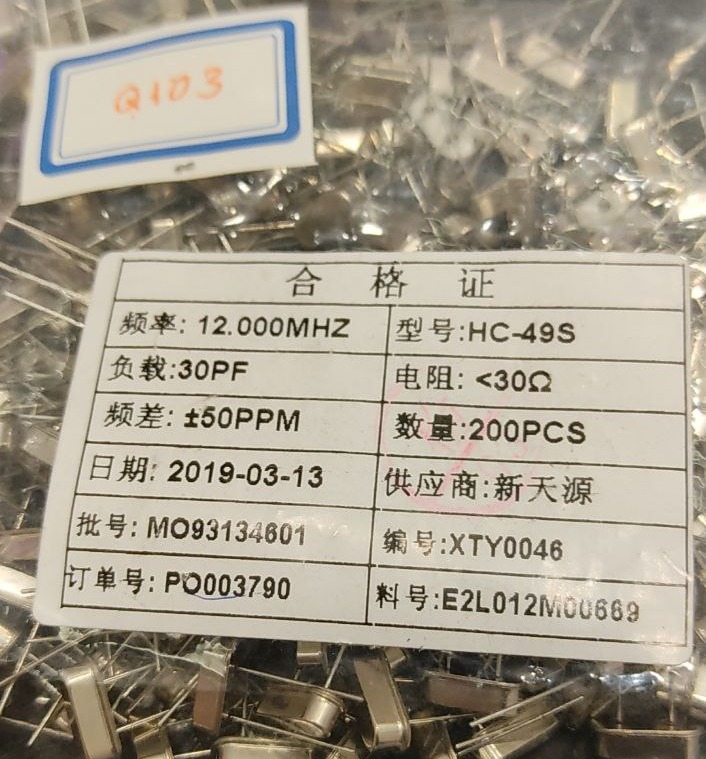 Q103
合格证
频率: 12.000MHZ 型号:HC-49S
负载:30PF 电阻: <30Ω
频差: ±50PPM 数量:200PCS
日期: 2019-03-13 供应商:新天源
批号: MO93134601 编号:XTY0046
订单号: PO003790 料号:E2L012M00669